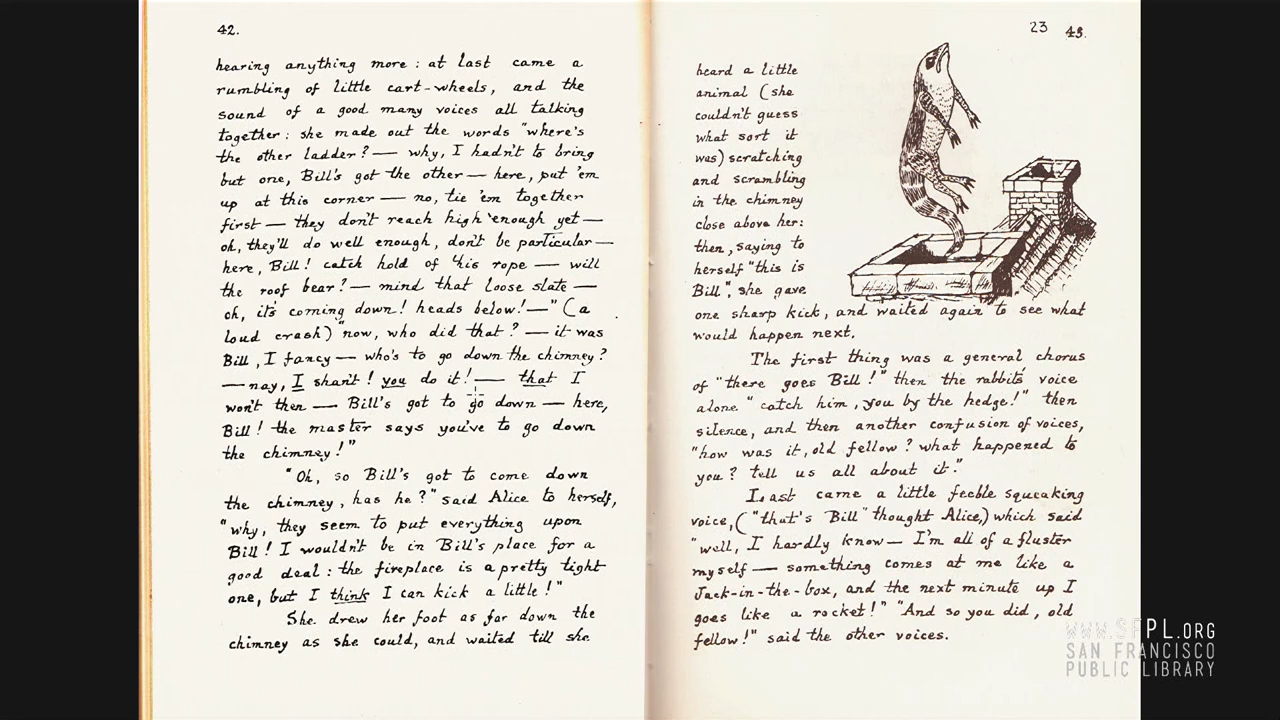 42.
hearing anything more : at last came a
rumbling of little cart-wheels, and the
sound of a good many voices all talking
together : she made out the words "where's
the other ladder? — why, I hadn't to bring
but one, Bill's got the other — here, put 'em
up at this corner — no, tie 'em together
first — they don't reach high enough yet —
oh, they'll do well enough, don't be particular —
here, Bill! catch hold of this rope — will
the roof bear? — mind that loose slate —
oh, it's coming down! heads below! —" (a
loud crash) "now, who did that? — it was
Bill, I fancy — who's to go down the chimney?
— nay, I shan't! you do it! — that I
won't then — Bill's got to go down — here,
Bill! the master says you've to go down
the chimney!"
"Oh, so Bill's got to come down
the chimney, has he?" said Alice to herself,
"why, they seem to put everything upon
Bill! I wouldn't be in Bill's place for a
good deal : the fireplace is a pretty tight
one, but I think I can kick a little!"
She drew her foot as far down the
chimney as she could, and waited till she
23 43.
heard a little
animal (she
couldn't guess
what sort it
was) scratching
and scrambling
in the chimney
close above her:
then, saying to
herself "this is
Bill", she gave
one sharp kick, and waited again to see what
would happen next.
The first thing was a general chorus
of "there goes Bill!" then the rabbit's voice
alone "catch him, you by the hedge!" then
silence, and then another confusion of voices,
"how was it, old fellow? what happened to
you? tell us all about it."
Last came a little feeble squeaking
voice, ("that's Bill" thought Alice,) which said
"well, I hardly know — I'm all of a fluster
myself — something comes at me like a
Jack-in-the-box, and the next minute up I
goes like a rocket!" "And so you did, old
fellow!" said the other voices.
WWW.SFPL.ORG
SAN FRANCISCO
PUBLIC LIBRARY